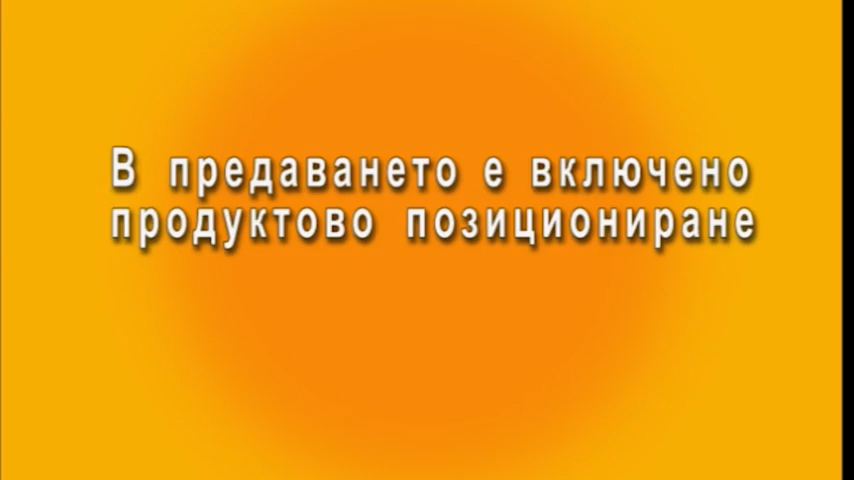 В предаването е включено
продуктово позициониране